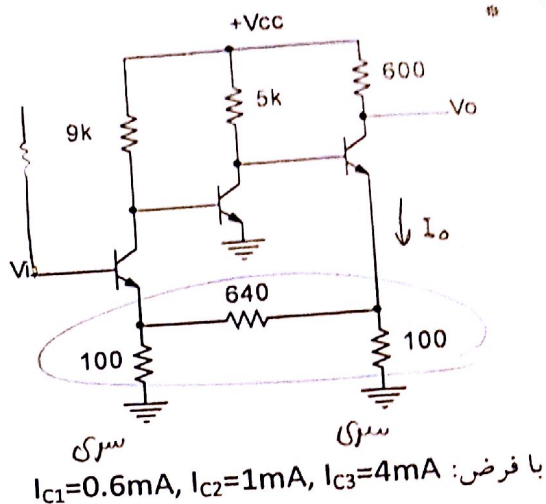 +Vcc
600
5k
9k
Vo
Io
Vi
640
100
100
سری
سری
با فرض: IC1=0.6mA, IC2=1mA, IC3=4mA